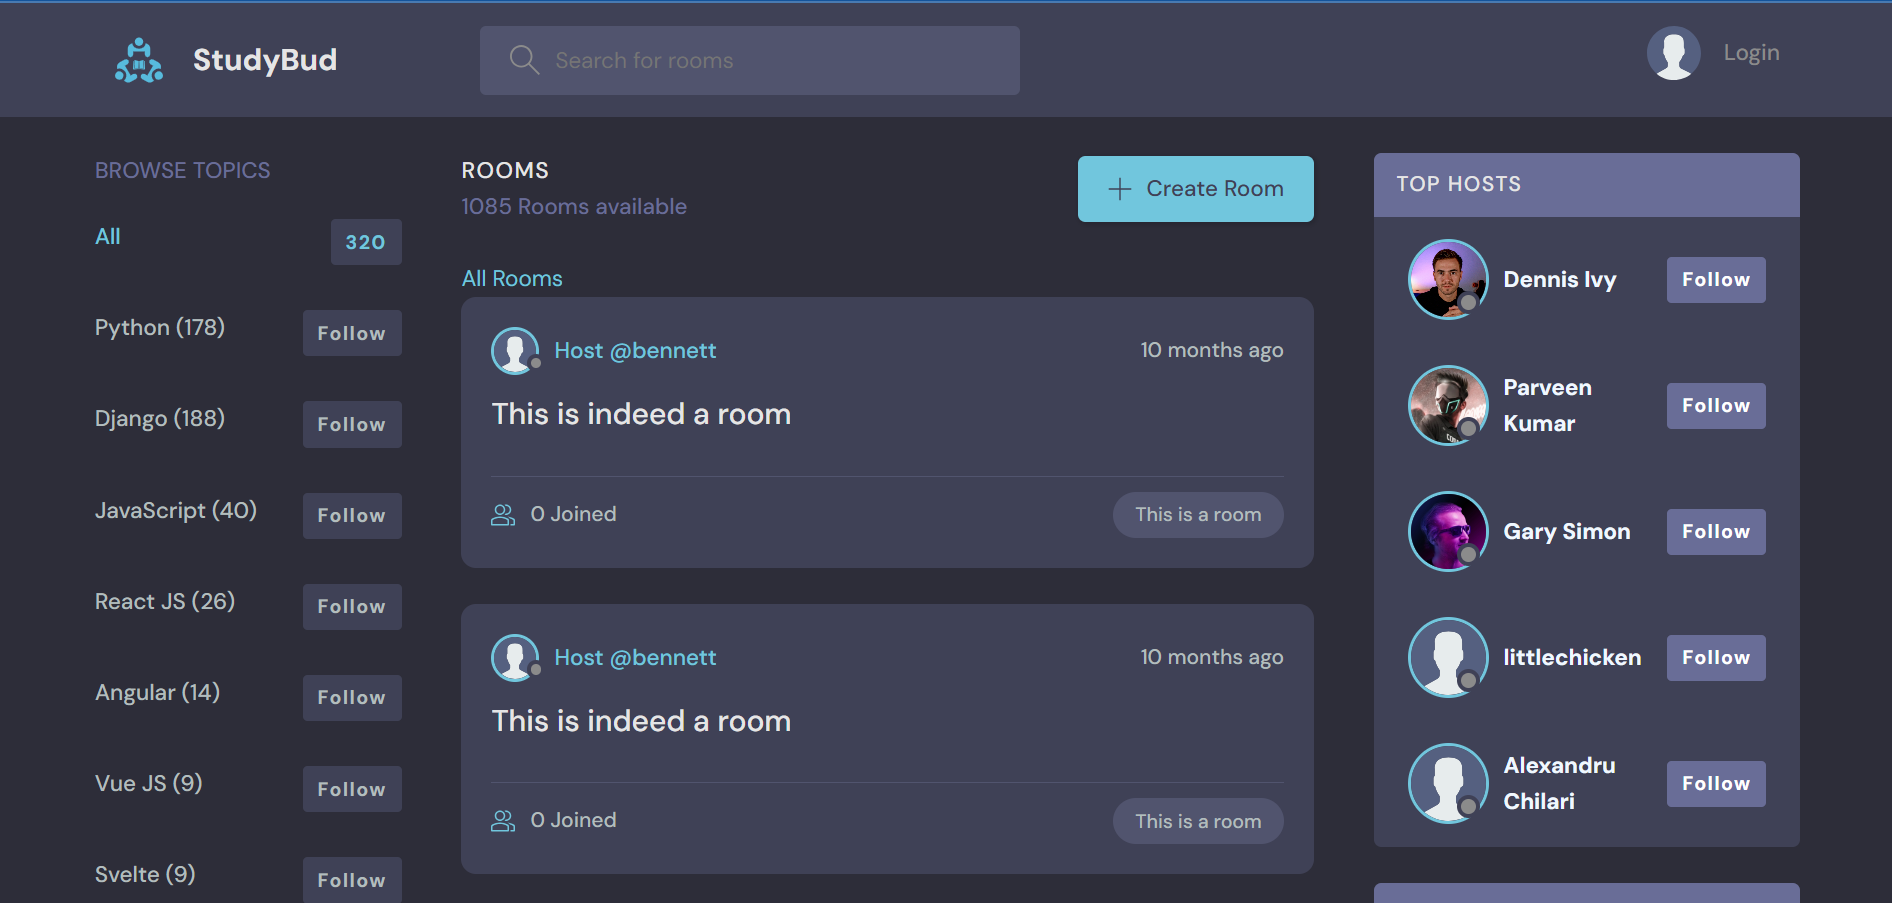 StudyBud
Search for rooms
Login
BROWSE TOPICS
All
320
Python (178)
Follow
Django (188)
Follow
JavaScript (40)
Follow
React JS (26)
Follow
Angular (14)
Follow
Vue JS (9)
Follow
Svelte (9)
Follow
ROOMS
1085 Rooms available
Create Room
All Rooms
Host @bennett
10 months ago
This is indeed a room
0 Joined
This is a room
Host @bennett
10 months ago
This is indeed a room
0 Joined
This is a room
TOP HOSTS
Dennis Ivy
Follow
Parveen
Kumar
Follow
Gary Simon
Follow
littlechicken
Follow
Alexandru
Chilari
Follow